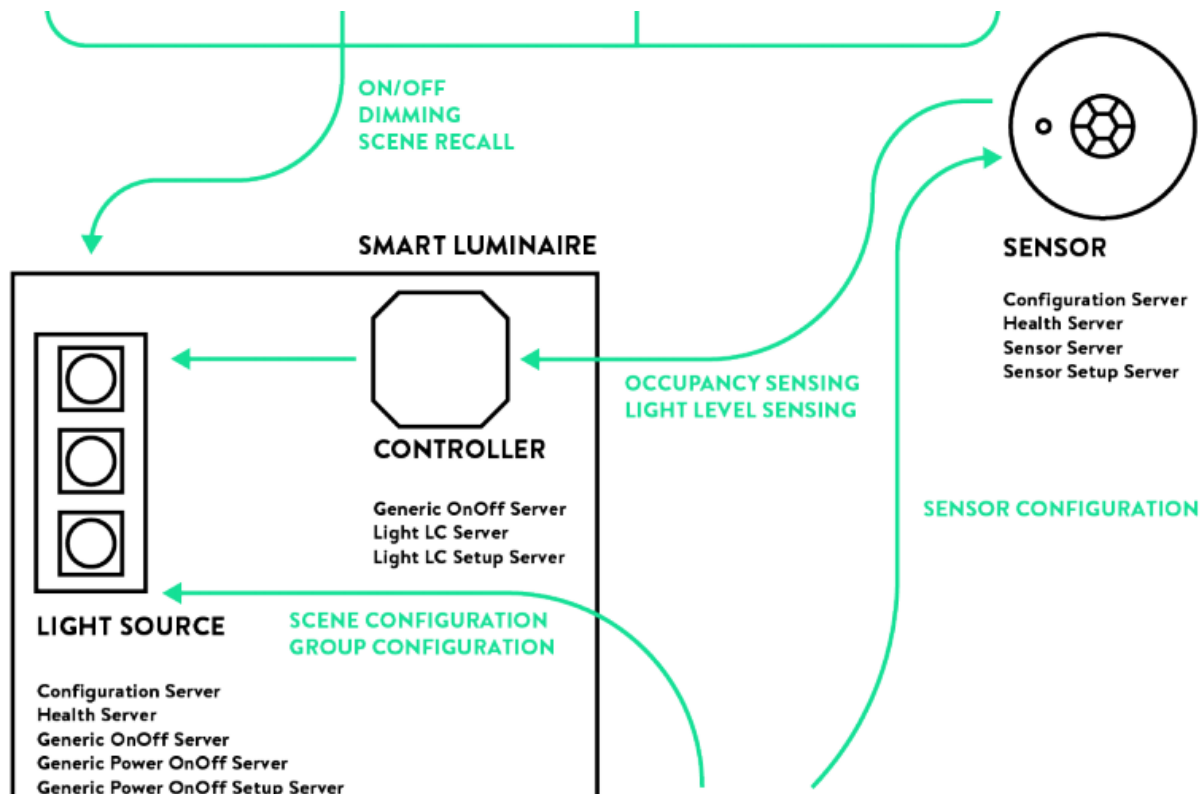 ON/OFF
DIMMING
SCENE RECALL
SMART LUMINAIRE
SENSOR
Configuration Server
Health Server
Sensor Server
Sensor Setup Server
OCCUPANCY SENSING
LIGHT LEVEL SENSING
CONTROLLER
Generic OnOff Server
Light LC Server
Light LC Setup Server
SENSOR CONFIGURATION
SCENE CONFIGURATION
GROUP CONFIGURATION
LIGHT SOURCE
Configuration Server
Health Server
Generic OnOff Server
Generic Power OnOff Server
Generic Power OnOff Setup Server